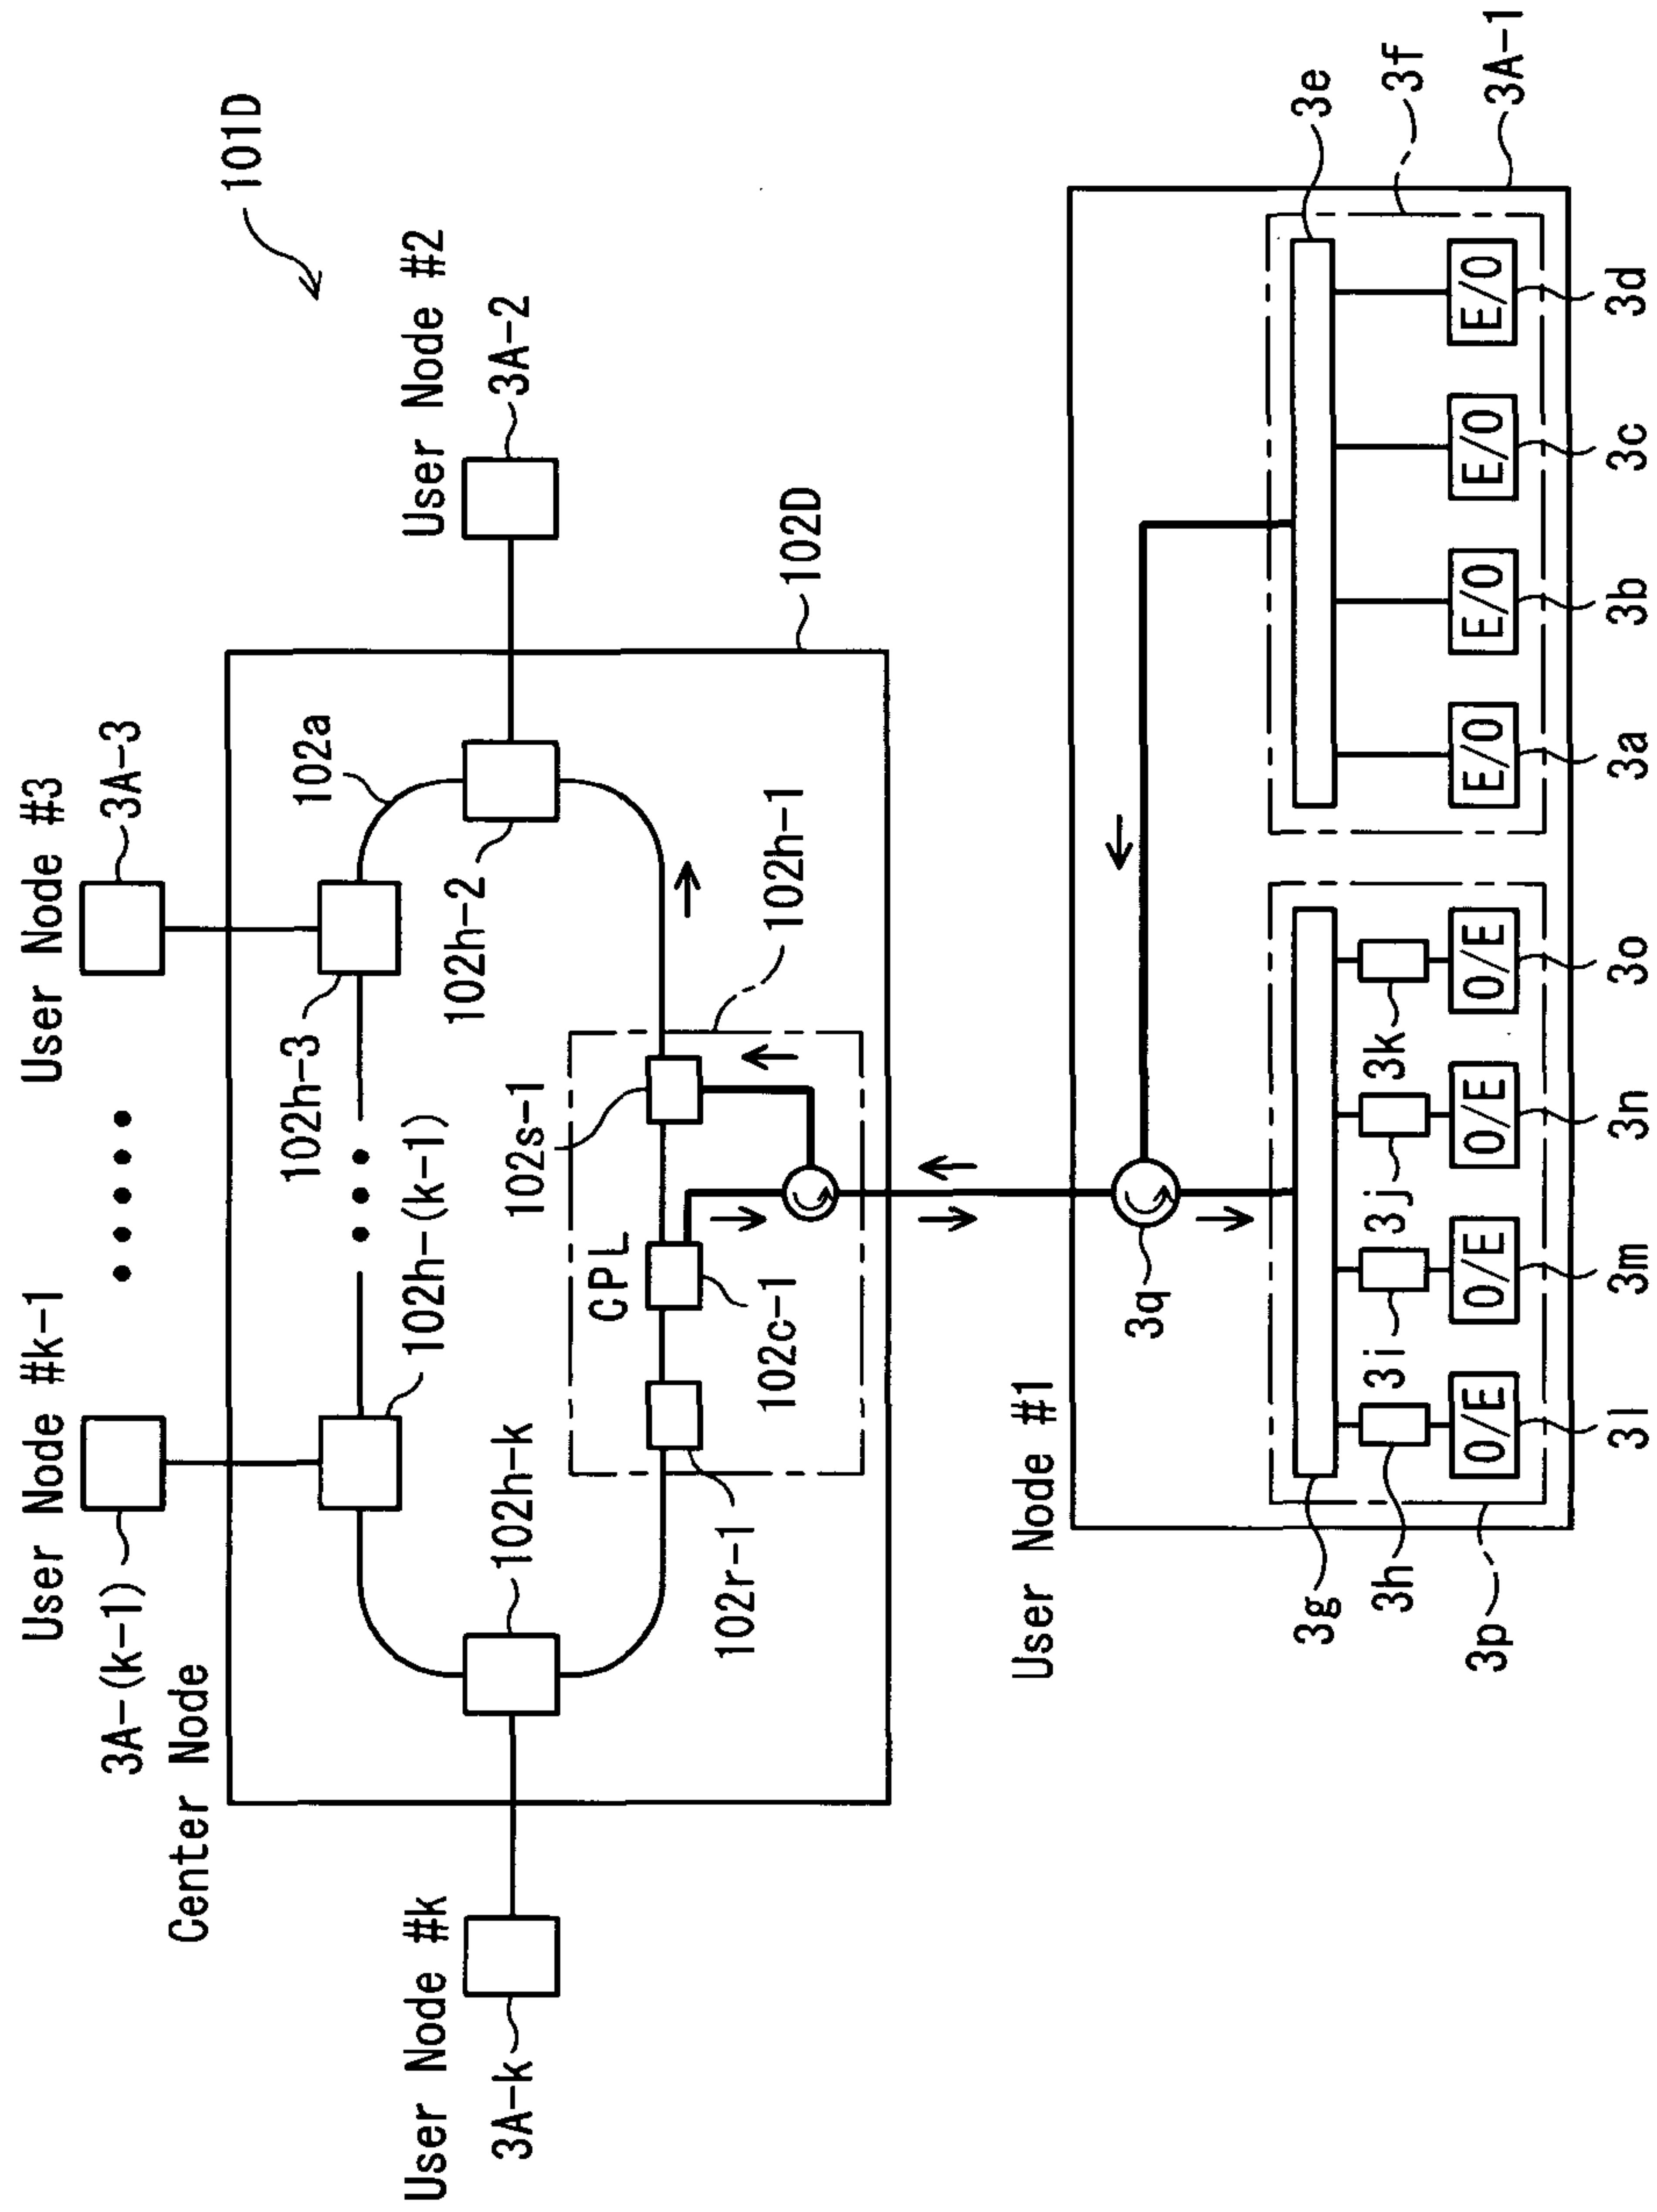 101D
User Node #k-1
User Node #3
3A-(k-1)
3A-3
Center Node
102a
102h-3
102h-(k-1)
User Node #k
User Node #2
3A-k
3A-2
102h-k
102h-2
102s-1
CPL
102r-1
102c-1
102h-1
102D
User Node #1
3q
3g
3e
3h
3i
3j
3k
3f
O/E
O/E
O/E
O/E
E/O
E/O
E/O
E/O
3p
3A-1
3l
3m
3n
3o
3a
3b
3c
3d